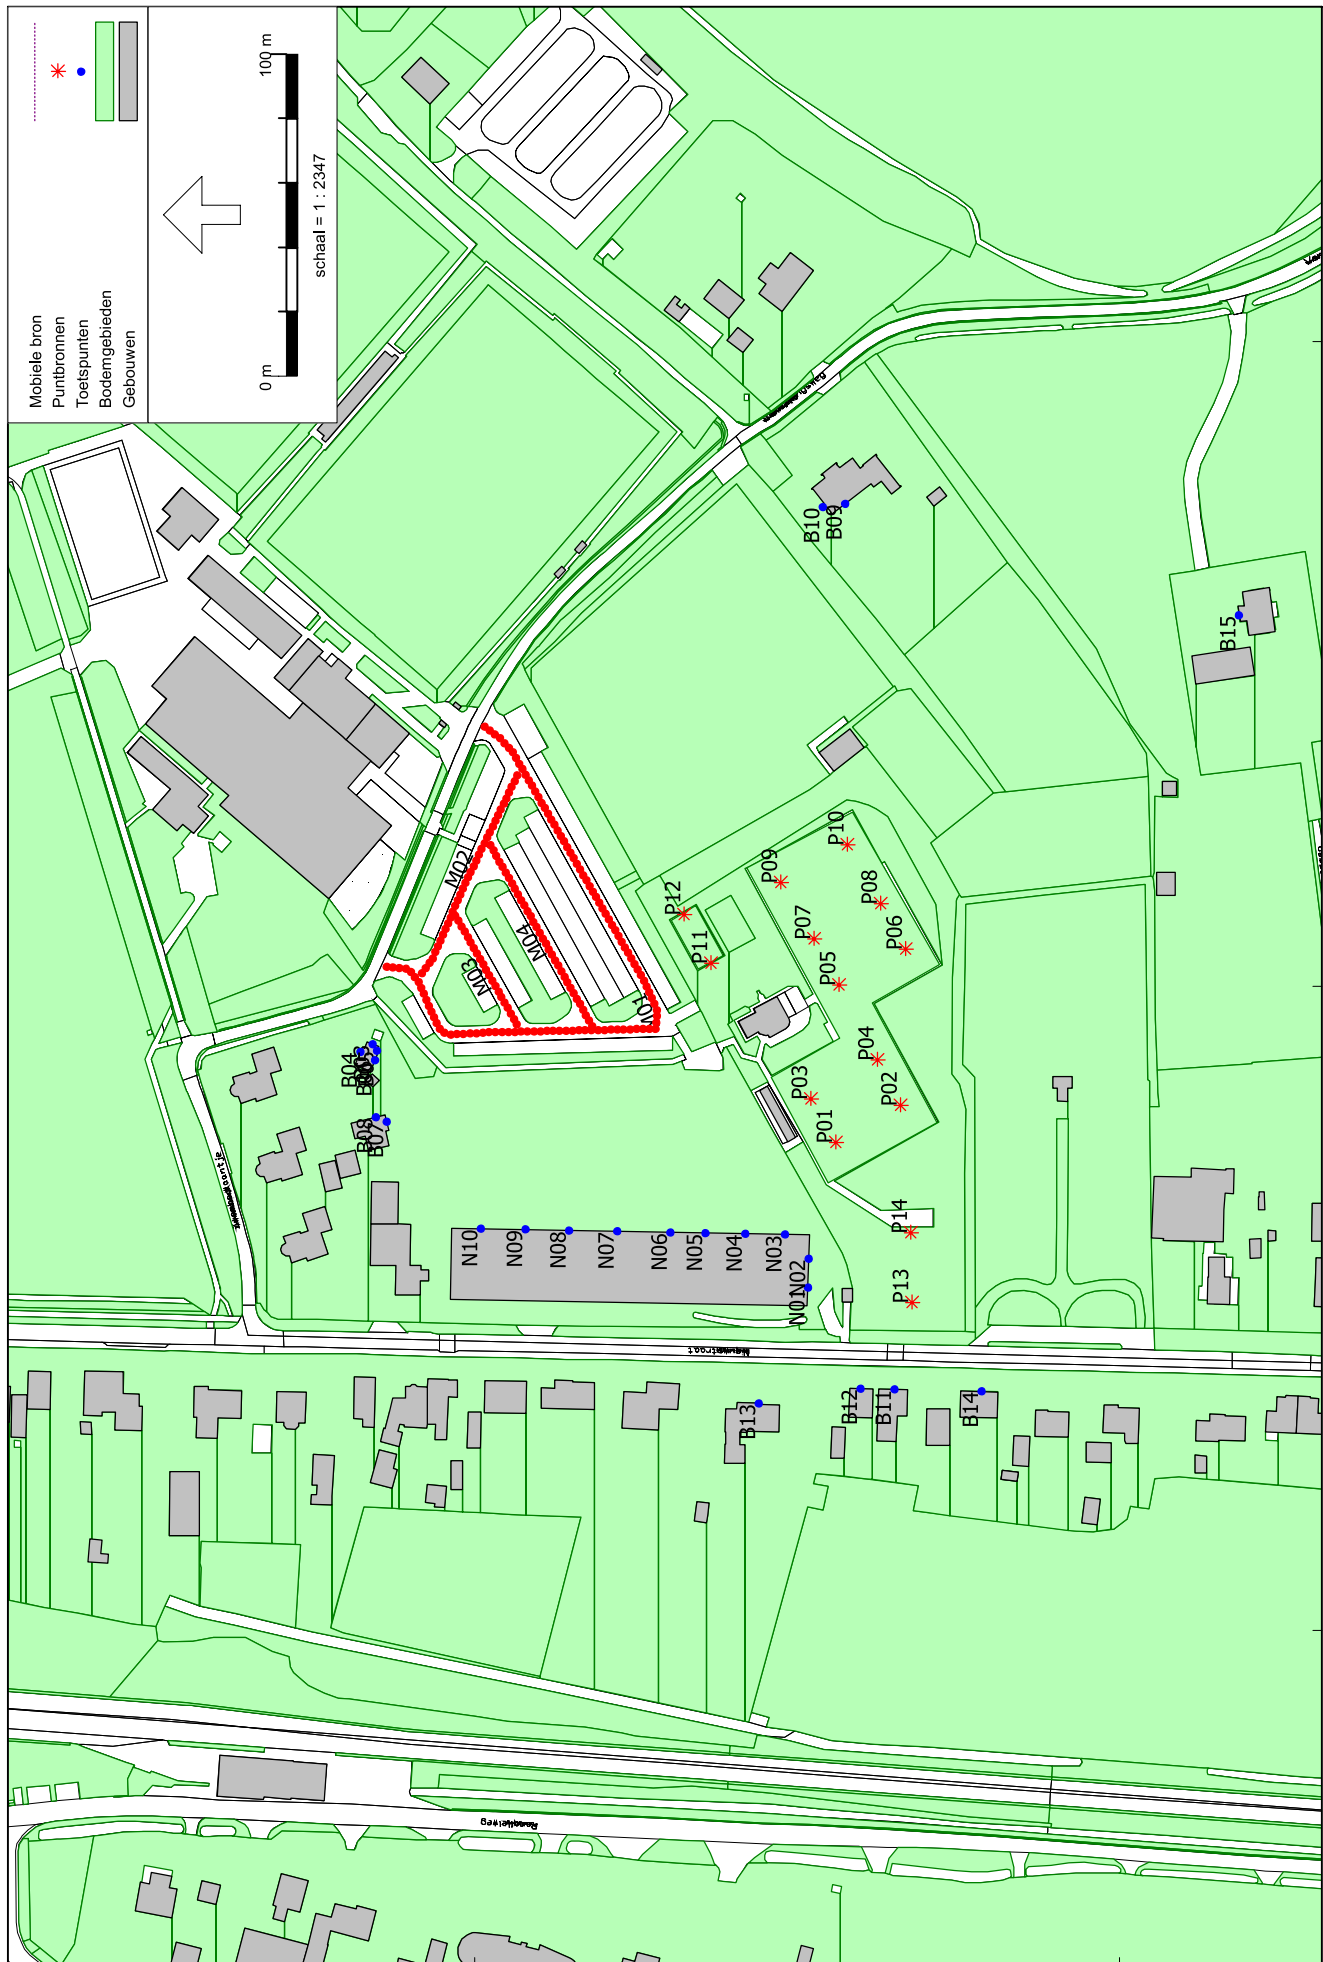 Mobiele bron
Puntbronnen
Toetspunten
Bodemgebieden
Gebouwen
0 m
100 m
schaal = 1 : 2347
M02
M03
M04
M01
B04
B08
B07
B10
B09
B15
P12
P11
P09
P10
P07
P08
P05
P06
P04
P03
P02
P01
P14
P13
N10
N09
N08
N07
N06
N05
N04
N03
N02
N01
B13
B12
B11
B14